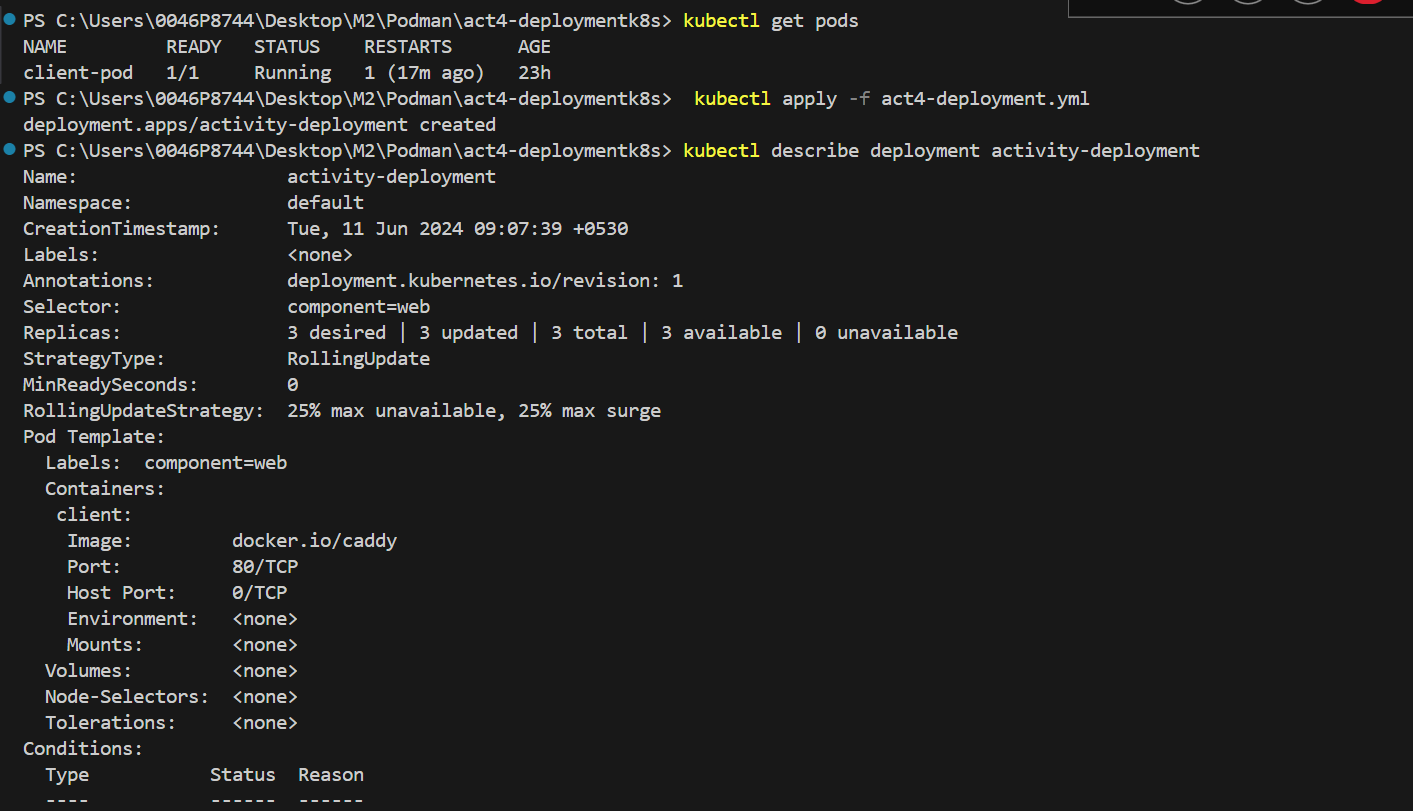 PS C:\Users\0046P8744\Desktop\M2\Podman\act4-deploymentk8s> kubectl get pods
NAME         READY   STATUS    RESTARTS      AGE
client-pod   1/1     Running   1 (17m ago)   23h
PS C:\Users\0046P8744\Desktop\M2\Podman\act4-deploymentk8s>  kubectl apply -f act4-deployment.yml
deployment.apps/activity-deployment created
PS C:\Users\0046P8744\Desktop\M2\Podman\act4-deploymentk8s> kubectl describe deployment activity-deployment
Name:                   activity-deployment
Namespace:              default
CreationTimestamp:      Tue, 11 Jun 2024 09:07:39 +0530
Labels:                 <none>
Annotations:            deployment.kubernetes.io/revision: 1
Selector:               component=web
Replicas:               3 desired | 3 updated | 3 total | 3 available | 0 unavailable
StrategyType:           RollingUpdate
MinReadySeconds:        0
RollingUpdateStrategy:  25% max unavailable, 25% max surge
Pod Template:
  Labels:  component=web
  Containers:
   client:
    Image:         docker.io/caddy
    Port:          80/TCP
    Host Port:     0/TCP
    Environment:   <none>
    Mounts:        <none>
  Volumes:         <none>
  Node-Selectors:  <none>
  Tolerations:     <none>
Conditions:
  Type           Status  Reason
  ----           ------  ------